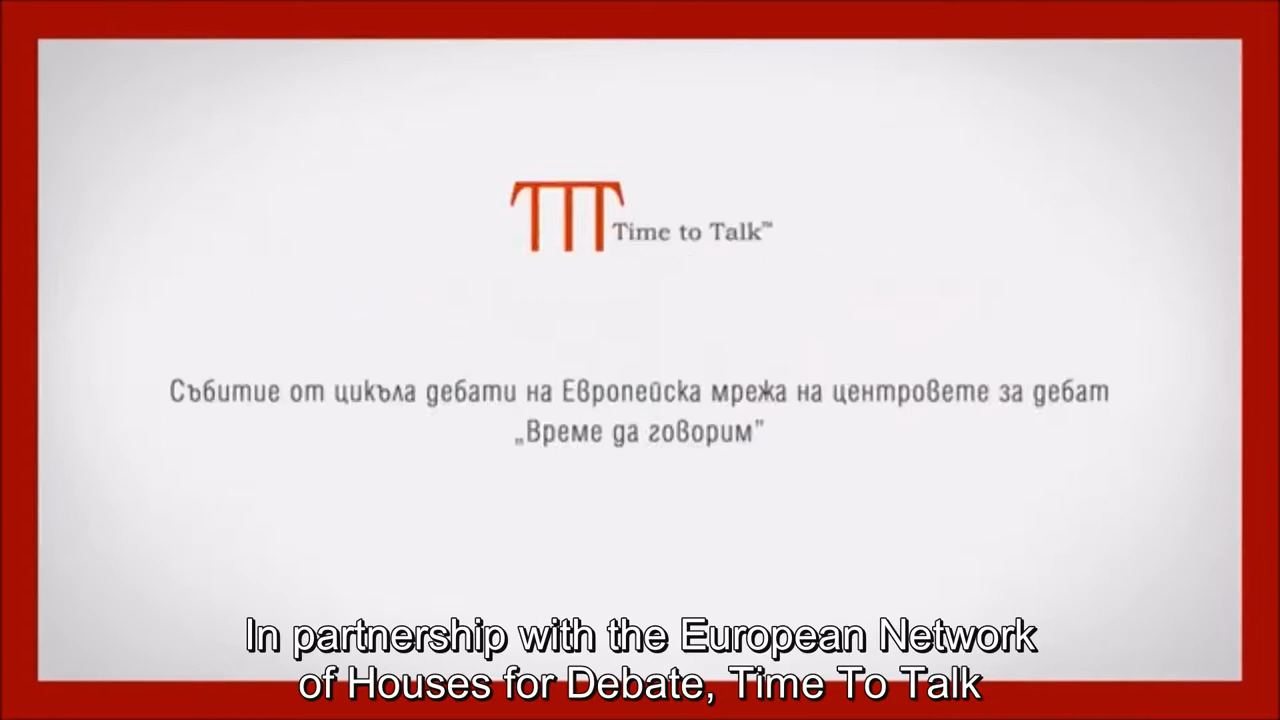 TTT Time to Talk™
Събитие от цикъла дебати на Европейска мрежа на центровете за дебат
„Време да говорим”
In partnership with the European Network
of Houses for Debate, Time To Talk